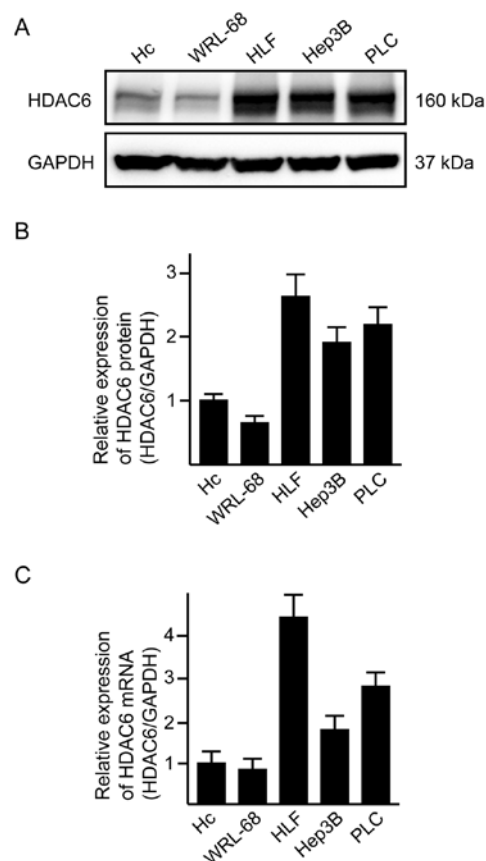 A
Hc WRL-68 HLF Hep3B PLC
HDAC6 160 kDa
GAPDH 37 kDa
B
Relative expression
of HDAC6 protein
(HDAC6/GAPDH)
3
2
1
Hc WRL-68 HLF Hep3B PLC
C
Relative expression
of HDAC6 mRNA
(HDAC6/GAPDH)
4
3
2
1
Hc WRL-68 HLF Hep3B PLC